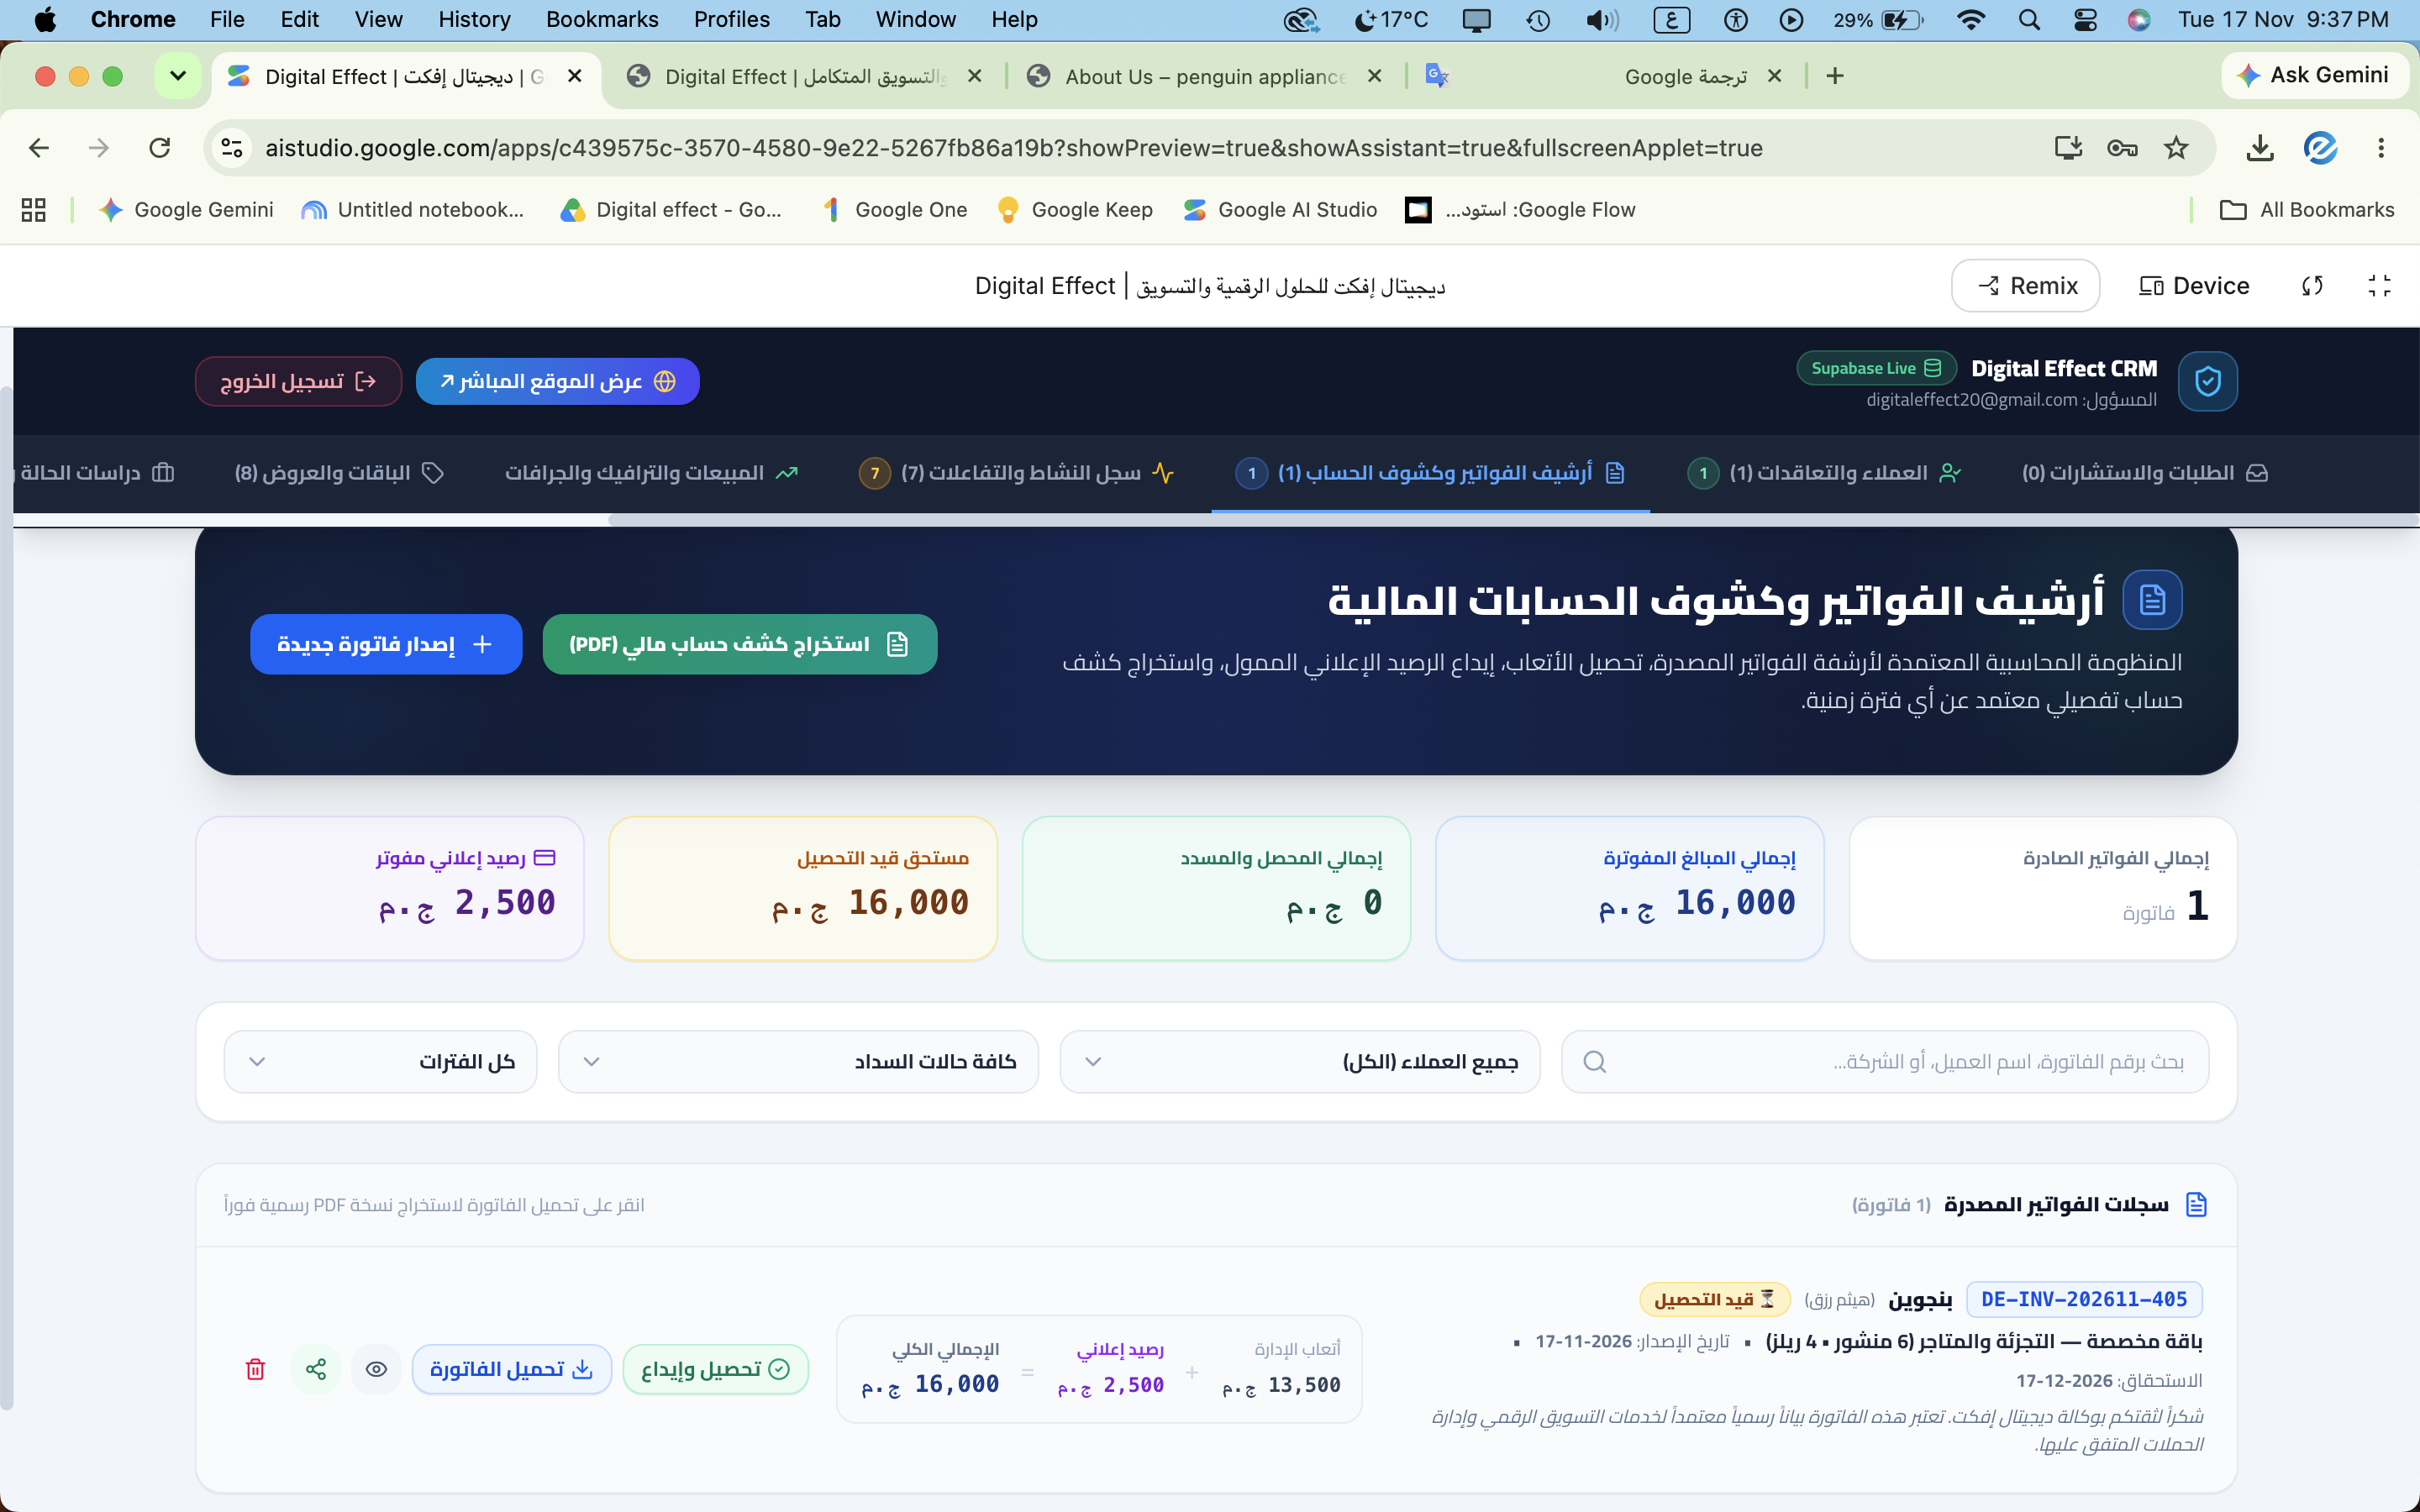 Chrome File Edit View History Bookmarks Profiles Tab Window Help 17°C ع 29% Tue 17 Nov 9:37 PM
Digital Effect | ديجيتال إفكت | G
Digital Effect | والتسويق المتكامل
About Us – penguin appliance
ترجمة Google
Ask Gemini
aistudio.google.com/apps/c439575c-3570-4580-9e22-5267fb86a19b?showPreview=true&showAssistant=true&fullscreenApplet=true
Google Gemini
Untitled notebook...
Digital effect - Go...
Google One
Google Keep
Google AI Studio
Google Flow: استود...
All Bookmarks
Digital Effect | ديجيتال إفكت للحلول الرقمية والتسويق
Remix
Device
Digital Effect CRM
Supabase Live
المسؤول: digitaleffect20@gmail.com
عرض الموقع المباشر ↗
تسجيل الخروج
الطلبات والاستشارات (0)
العملاء والتعاقدات (1) 1
أرشيف الفواتير وكشوف الحساب (1) 1
سجل النشاط والتفاعلات (7) 7
المبيعات والترافيك والجرافات
الباقات والعروض (8)
دراسات الحالة
أرشيف الفواتير وكشوف الحسابات المالية
المنظومة المحاسبية المعتمدة لأرشفة الفواتير المصدرة، تحصيل الأتعاب، إيداع الرصيد الإعلاني الممول، واستخراج كشف
حساب تفصيلي معتمد عن أي فترة زمنية.
استخراج كشف حساب مالي (PDF)
إصدار فاتورة جديدة
إجمالي الفواتير الصادرة
1 فاتورة
إجمالي المبالغ المفوترة
16,000 ج.م
إجمالي المحصل والمسدد
0 ج.م
مستحق قيد التحصيل
16,000 ج.م
رصيد إعلاني مفوتر
2,500 ج.م
بحث برقم الفاتورة، اسم العميل، أو الشركة...
جميع العملاء (الكل)
كافة حالات السداد
كل الفترات
سجلات الفواتير المصدرة (1 فاتورة)
انقر على تحميل الفاتورة لاستخراج نسخة PDF رسمية فوراً
DE-INV-202611-405 بنجوين (هيثم رزق) ⏳ قيد التحصيل
باقة مخصصة — التجزئة والمتاجر (6 منشور • 4 ريلز) • تاريخ الإصدار: 2026-11-17 •
الاستحقاق: 2026-12-17
شكراً لثقتكم بوكالة ديجيتال إفكت. تعتبر هذه الفاتورة بياناً رسمياً معتمداً لخدمات التسويق الرقمي وإدارة
الحملات المتفق عليها.
أتعاب الإدارة
13,500 ج.م
+
رصيد إعلاني
2,500 ج.م
=
الإجمالي الكلي
16,000 ج.م
تحصيل وإيداع
تحميل الفاتورة